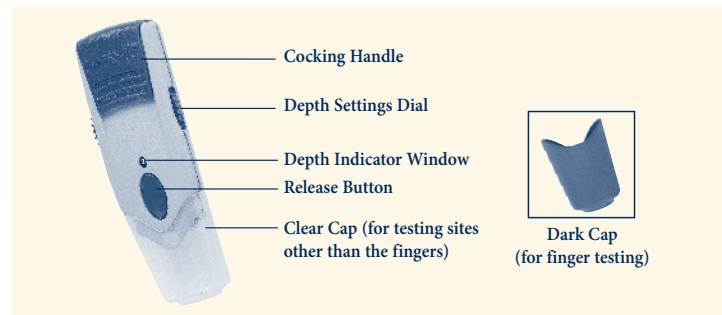 Cocking Handle
Depth Settings Dial
Depth Indicator Window
Release Button
Clear Cap (for testing sites
other than the fingers)
Dark Cap
(for finger testing)